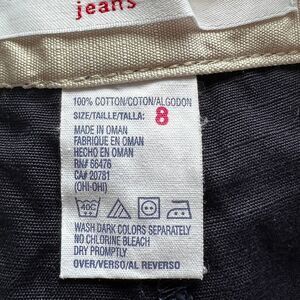 jeans
100% COTTON/COTON/ALGODON
SIZE/TAILLE/TALLA: 8
MADE IN OMAN
FABRIQUE EN OMAN
HECHO EN OMAN
RN# 66476
CA# 20781
(OHI-OHI)
40C
WASH DARK COLORS SEPARATELY
NO CHLORINE BLEACH
DRY PROMPTLY
OVER/VERSO/AL REVERSO